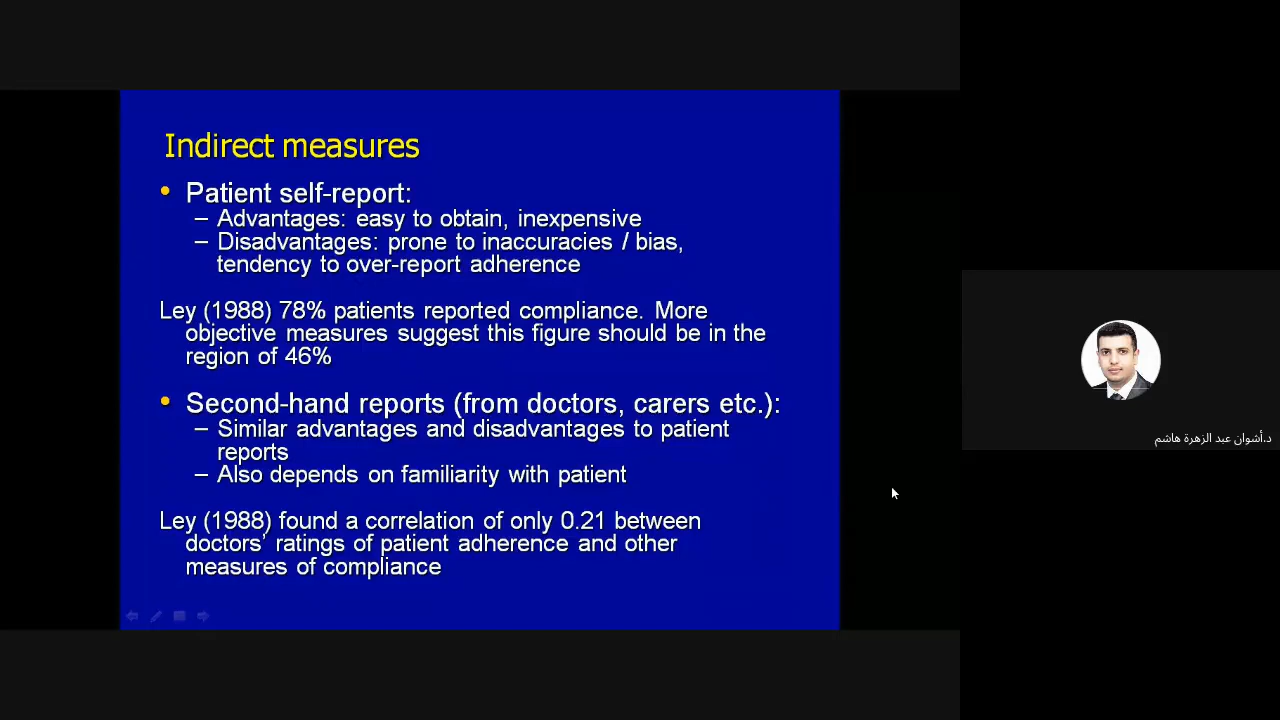 Indirect measures
• Patient self-report:
– Advantages: easy to obtain, inexpensive
– Disadvantages: prone to inaccuracies / bias,
tendency to over-report adherence
Ley (1988) 78% patients reported compliance. More
objective measures suggest this figure should be in the
region of 46%
• Second-hand reports (from doctors, carers etc.):
– Similar advantages and disadvantages to patient
reports
– Also depends on familiarity with patient
Ley (1988) found a correlation of only 0.21 between
doctors’ ratings of patient adherence and other
measures of compliance
د.أشوان عبد الزهرة هاشم